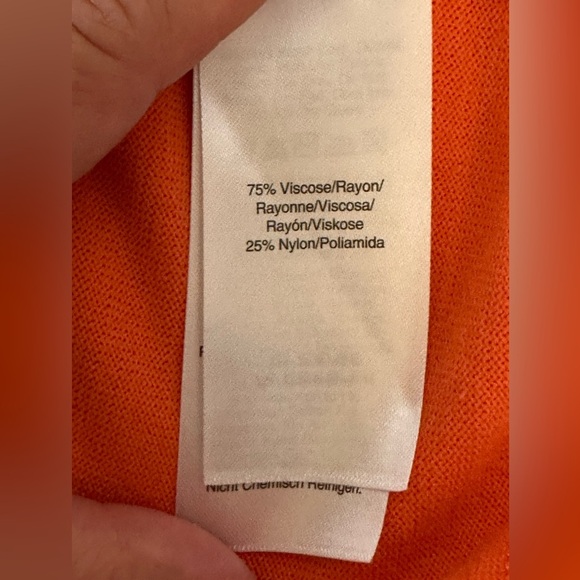 75% Viscose/Rayon/
Rayonne/Viscosa/
Rayón/Viskose
25% Nylon/Poliamida
Nicht Chemisch Reinigen.